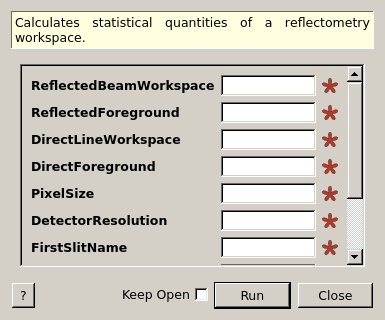 Calculates statistical quantities of a reflectometry
workspace.
ReflectedBeamWorkspace
ReflectedForeground
DirectLineWorkspace
DirectForeground
PixelSize
DetectorResolution
FirstSlitName
? Keep Open Run Close